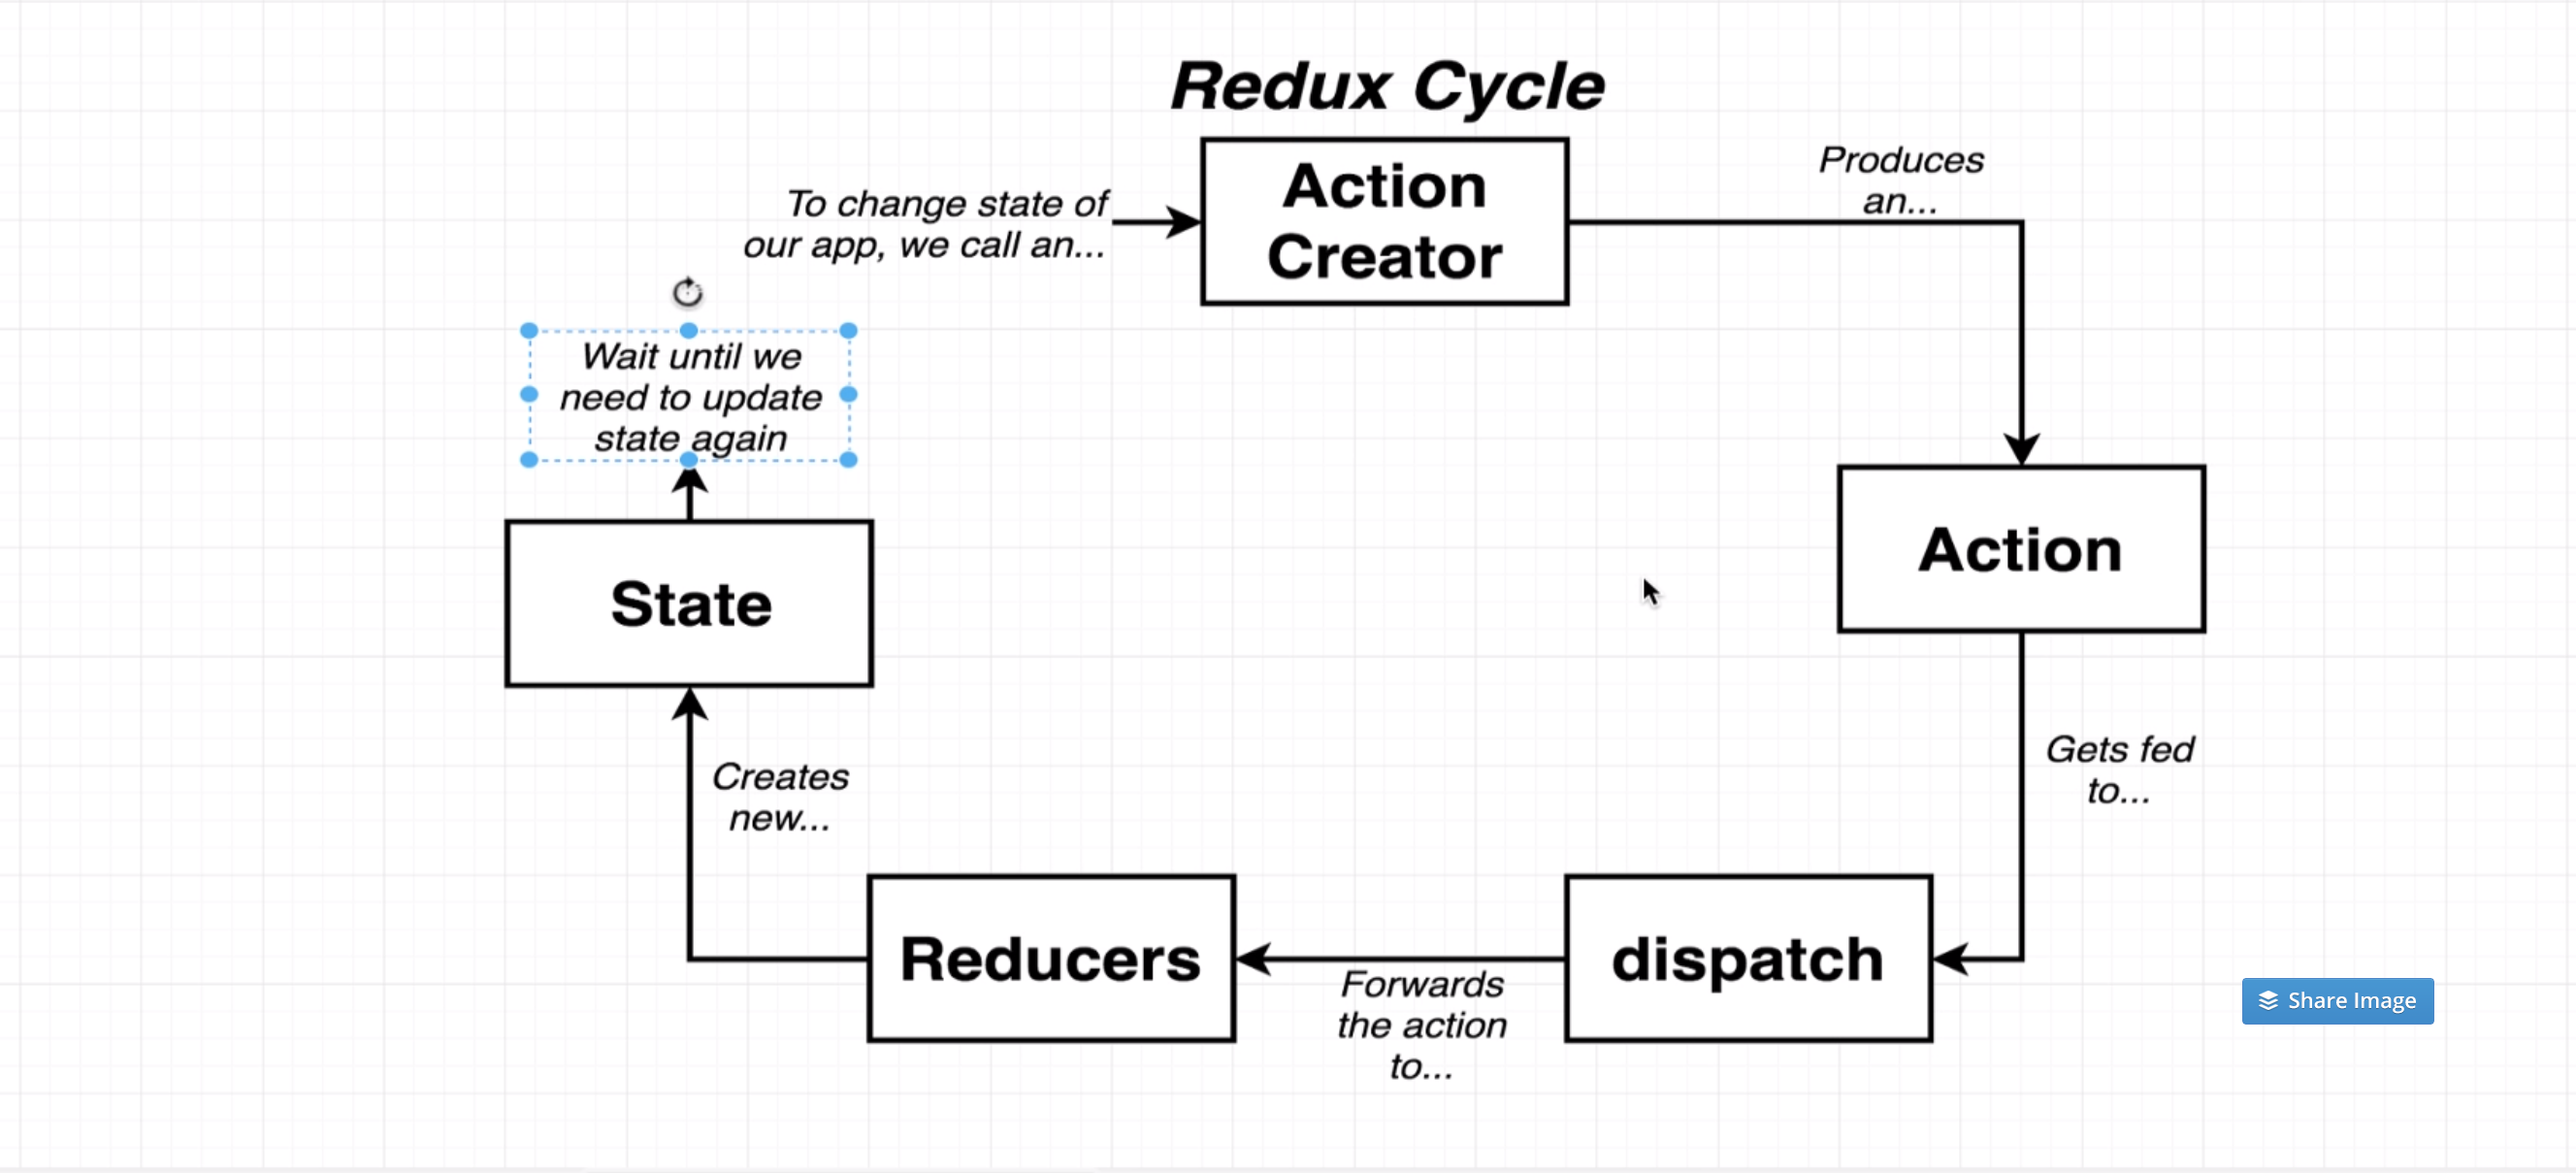 Redux Cycle
To change state of
our app, we call an...
Action
Creator
Produces
an...
Action
Gets fed
to...
dispatch
Forwards
the action
to...
Reducers
Creates
new...
State
Wait until we
need to update
state again
Share Image